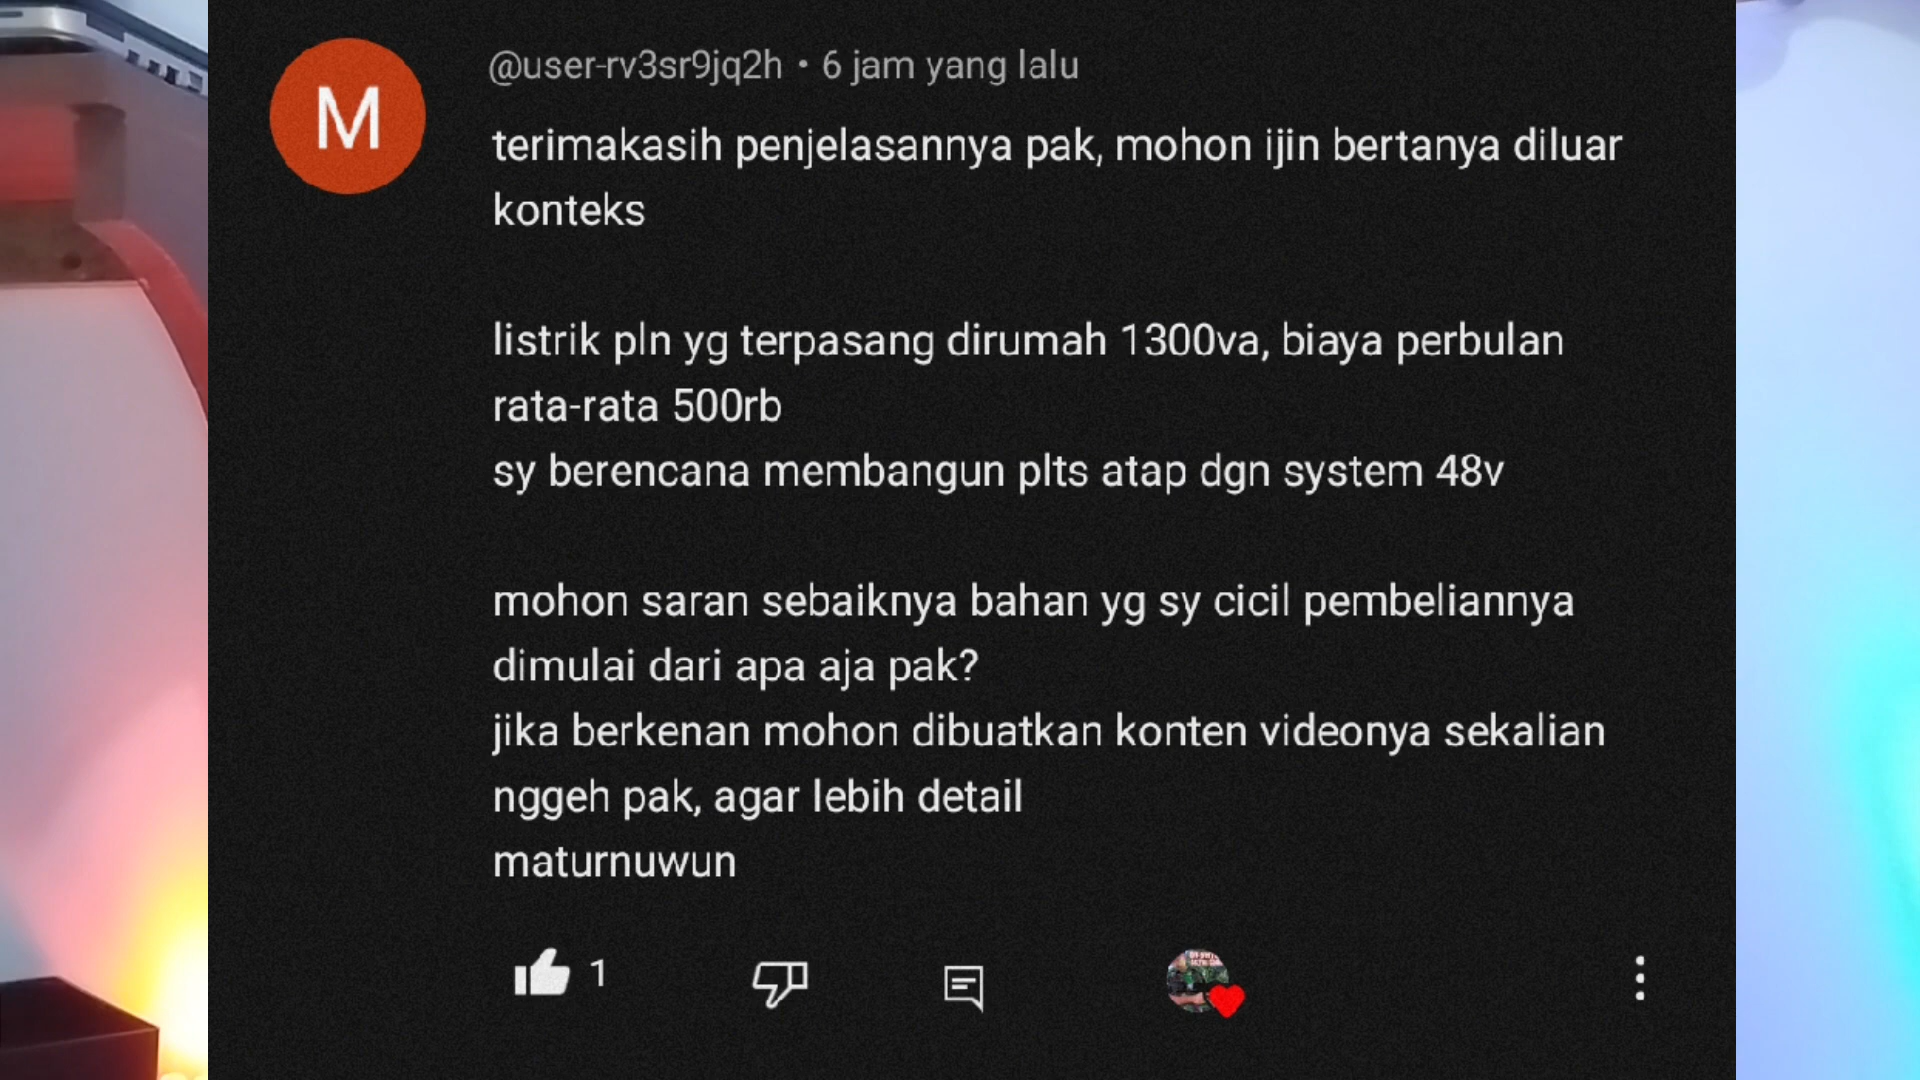 M
@user-rv3sr9jq2h • 6 jam yang lalu
terimakasih penjelasannya pak, mohon ijin bertanya diluar
konteks
listrik pln yg terpasang dirumah 1300va, biaya perbulan
rata-rata 500rb
sy berencana membangun plts atap dgn system 48v
mohon saran sebaiknya bahan yg sy cicil pembeliannya
dimulai dari apa aja pak?
jika berkenan mohon dibuatkan konten videonya sekalian
nggeh pak, agar lebih detail
maturnuwun
1